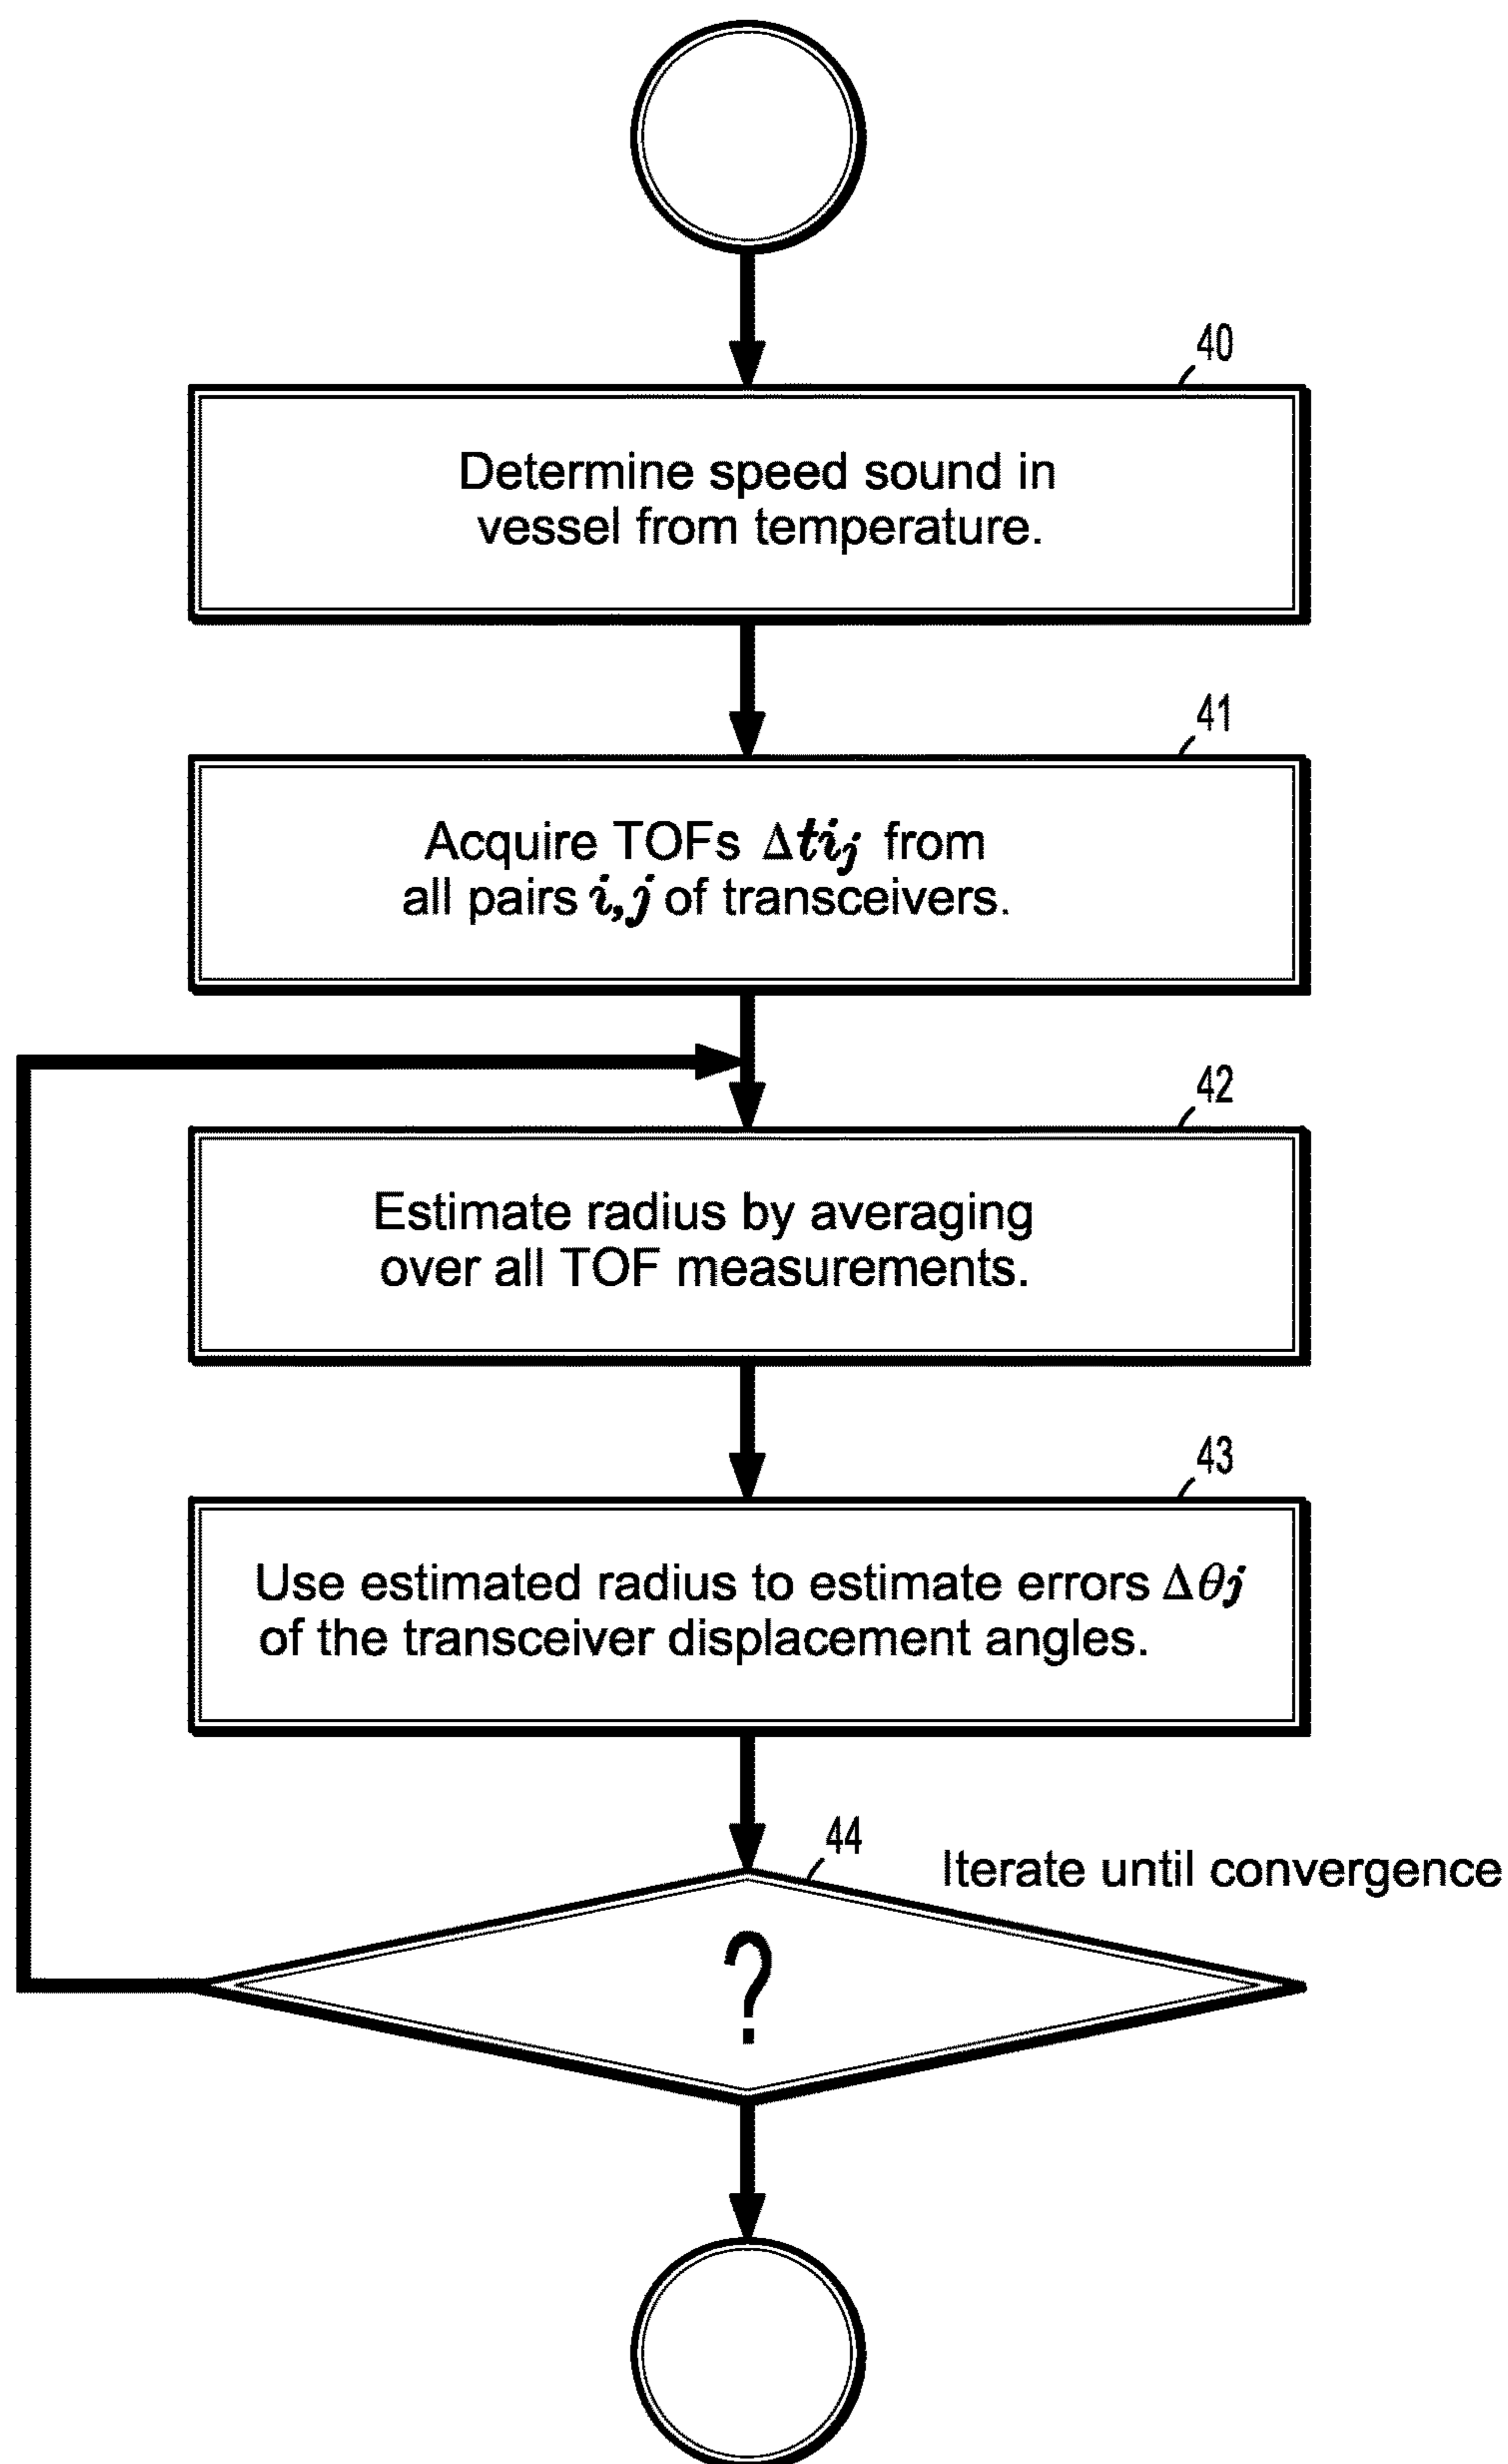 40
Determine speed sound in
vessel from temperature.
41
Acquire TOFs Δtij from
all pairs i,j of transceivers.
42
Estimate radius by averaging
over all TOF measurements.
43
Use estimated radius to estimate errors Δθj
of the transceiver displacement angles.
44
Iterate until convergence
?